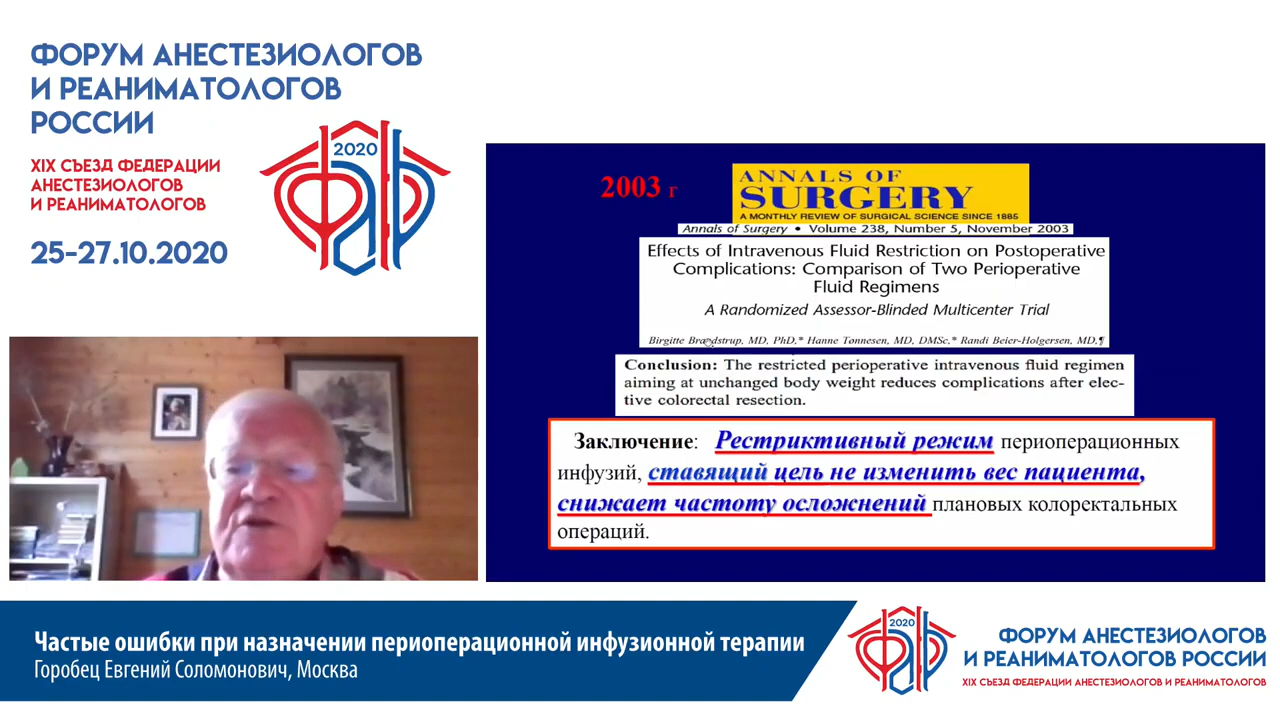 ФОРУМ АНЕСТЕЗИОЛОГОВ
И РЕАНИМАТОЛОГОВ
РОССИИ
XIX СЪЕЗД ФЕДЕРАЦИИ
АНЕСТЕЗИОЛОГОВ
И РЕАНИМАТОЛОГОВ
25-27.10.2020
2020
ФАР
2003 г
ANNALS OF
SURGERY
A MONTHLY REVIEW OF SURGICAL SCIENCE SINCE 1885
Annals of Surgery • Volume 238, Number 5, November 2003
Effects of Intravenous Fluid Restriction on Postoperative
Complications: Comparison of Two Perioperative
Fluid Regimens
A Randomized Assessor-Blinded Multicenter Trial
Birgitte Brandstrup, MD, PhD,* Hanne Tønnesen, MD, DMSc,* Randi Beier-Holgersen, MD,¶
Conclusion: The restricted perioperative intravenous fluid regimen
aiming at unchanged body weight reduces complications after elec-
tive colorectal resection.
Заключение: Рестриктивный режим периоперационных
инфузий, ставящий цель не изменить вес пациента,
снижает частоту осложнений плановых колоректальных
операций.
Частые ошибки при назначении периоперационной инфузионной терапии
Горобец Евгений Соломонович, Москва
2020
ФАР
ФОРУМ АНЕСТЕЗИОЛОГОВ
И РЕАНИМАТОЛОГОВ РОССИИ
XIX СЪЕЗД ФЕДЕРАЦИИ АНЕСТЕЗИОЛОГОВ И РЕАНИМАТОЛОГОВ